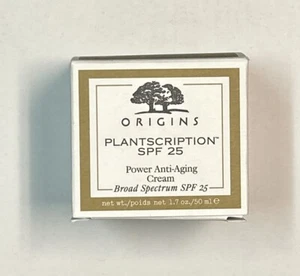 ORIGINS
PLANTSCRIPTION™
SPF 25
Power Anti-Aging
Cream
Broad Spectrum SPF 25
net wt./poids net 1.7 oz./50 ml ℮